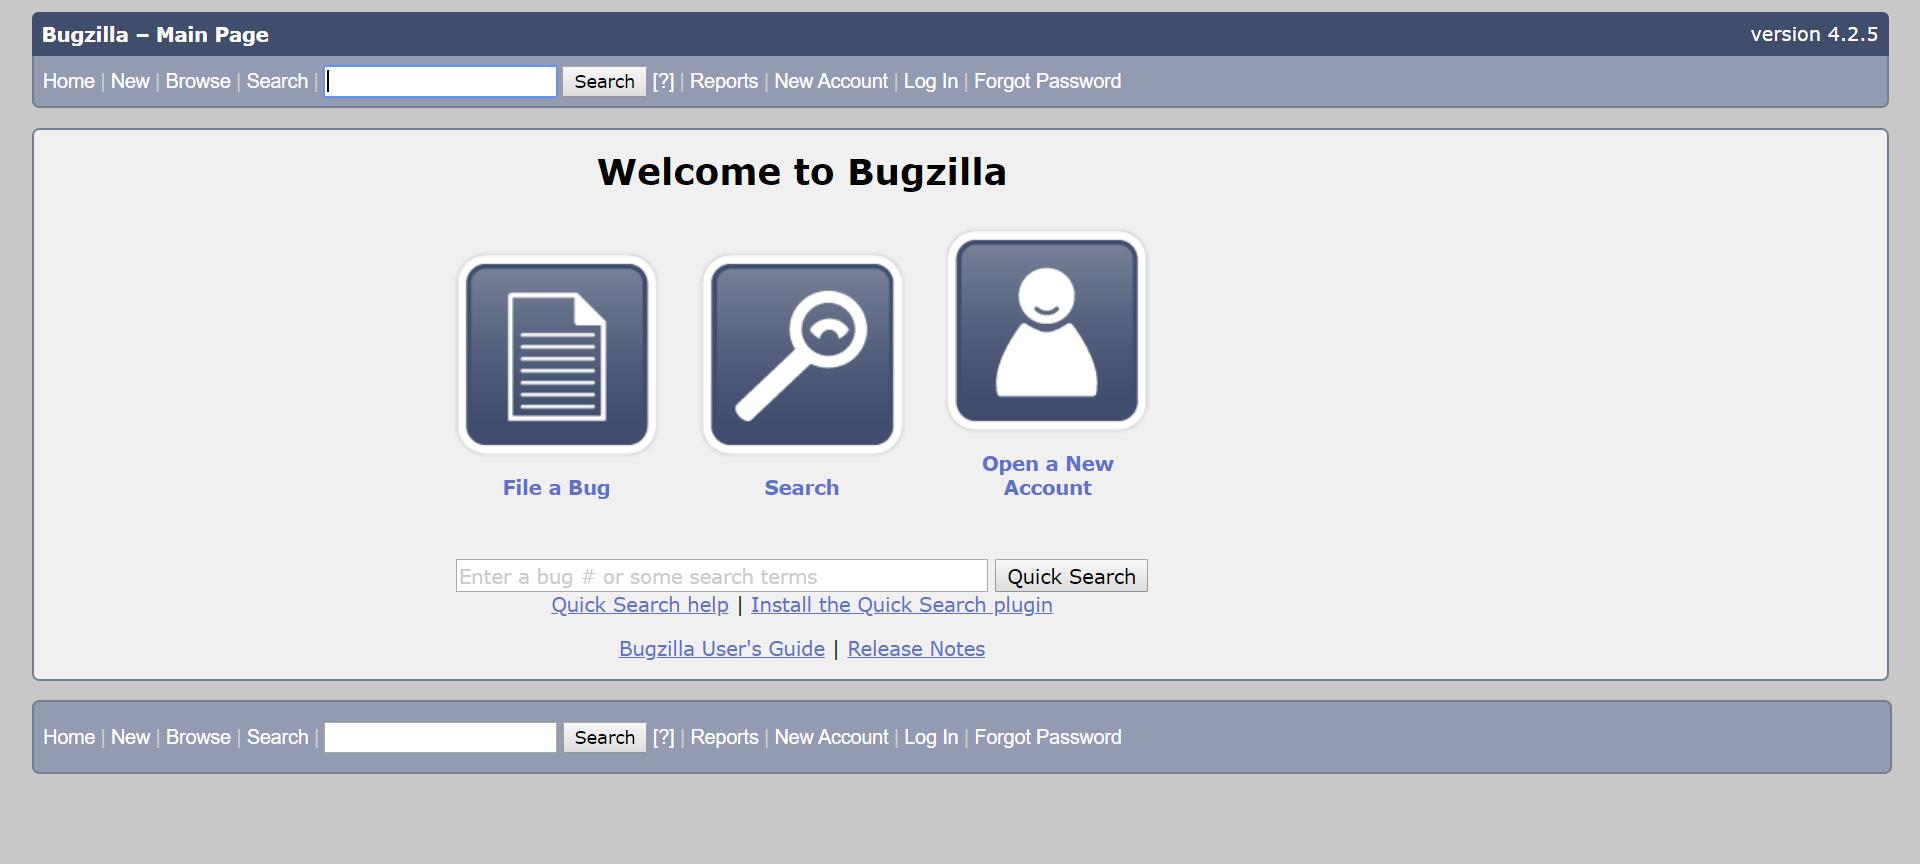 Bugzilla – Main Page version 4.2.5
Home | New | Browse | Search | Search [?] | Reports | New Account | Log In | Forgot Password
Welcome to Bugzilla
File a Bug
Search
Open a New
Account
Enter a bug # or some search terms Quick Search
Quick Search help | Install the Quick Search plugin
Bugzilla User's Guide | Release Notes
Home | New | Browse | Search | Search [?] | Reports | New Account | Log In | Forgot Password